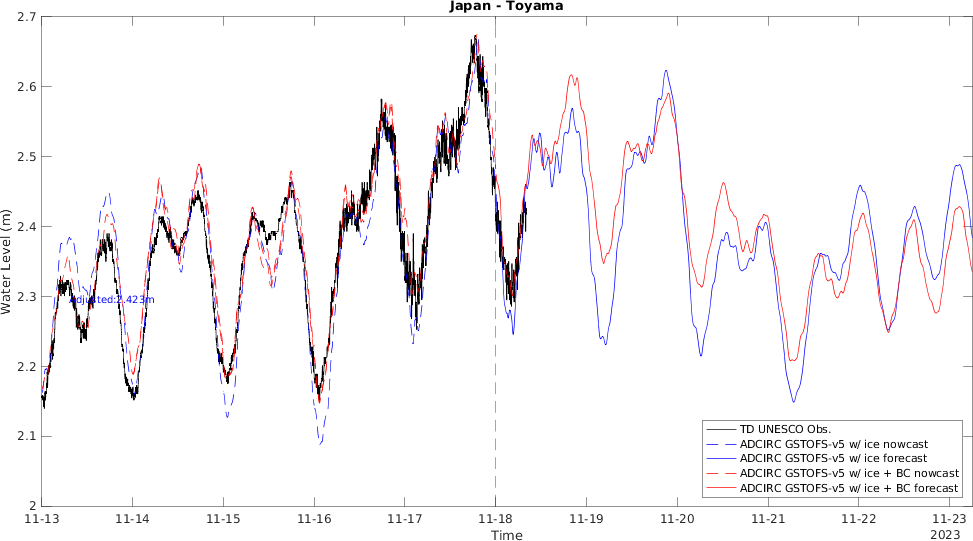 Japan - Toyama
2.7
2.6
2.5
2.4
2.3
2.2
2.1
2
Water Level (m)
Adjusted:2.423m
TD UNESCO Obs.
ADCIRC GSTOFS-v5 w/ ice nowcast
ADCIRC GSTOFS-v5 w/ ice forecast
ADCIRC GSTOFS-v5 w/ ice + BC nowcast
ADCIRC GSTOFS-v5 w/ ice + BC forecast
11-13 11-14 11-15 11-16 11-17 11-18 11-19 11-20 11-21 11-22 11-23
Time
2023